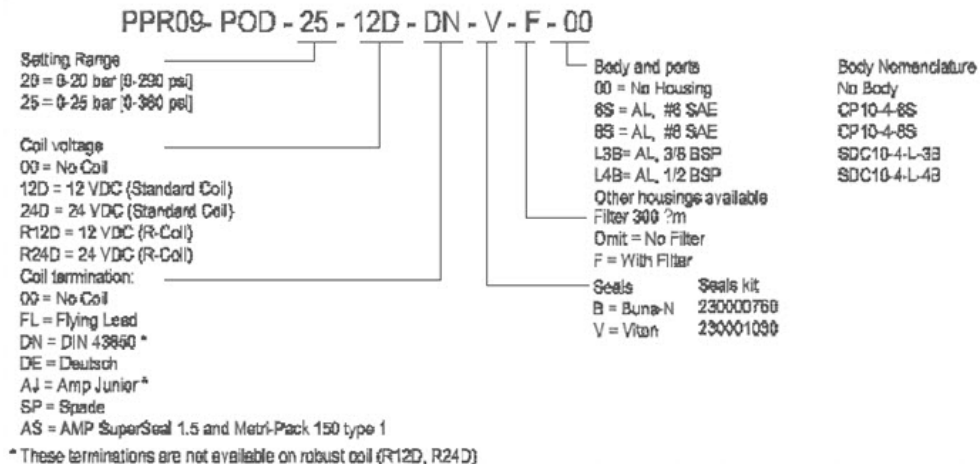 PPR09- POD - 25 - 12D - DN - V - F - 00
Setting Range
20 = 0-20 bar [0-290 psi]
25 = 0-25 bar [0-360 psi]
Coil voltage
00 = No Coil
12D = 12 VDC (Standard Coil)
24D = 24 VDC (Standard Coil)
R12D = 12 VDC (R-Coil)
R24D = 24 VDC (R-Coil)
Coil termination:
00 = No Coil
FL = Flying Lead
DN = DIN 43650 *
DE = Deutsch
AJ = Amp Junior *
SP = Spade
AS = AMP SuperSeal 1.5 and Metri-Pack 150 type 1
* These terminations are not available on robust coil (R12D, R24D)
Body and ports Body Nomenclature
00 = No Housing No Body
6S = AL, #6 SAE CP10-4-6S
8S = AL, #8 SAE CP10-4-8S
L3B= AL, 3/8 BSP SDC10-4-L-3B
L4B= AL, 1/2 BSP SDC10-4-L-4B
Other housings available
Filter 300 ?m
Omit = No Filter
F = With Filter
Seals Seals kit
B = Buna-N 230000760
V = Viton 230001090